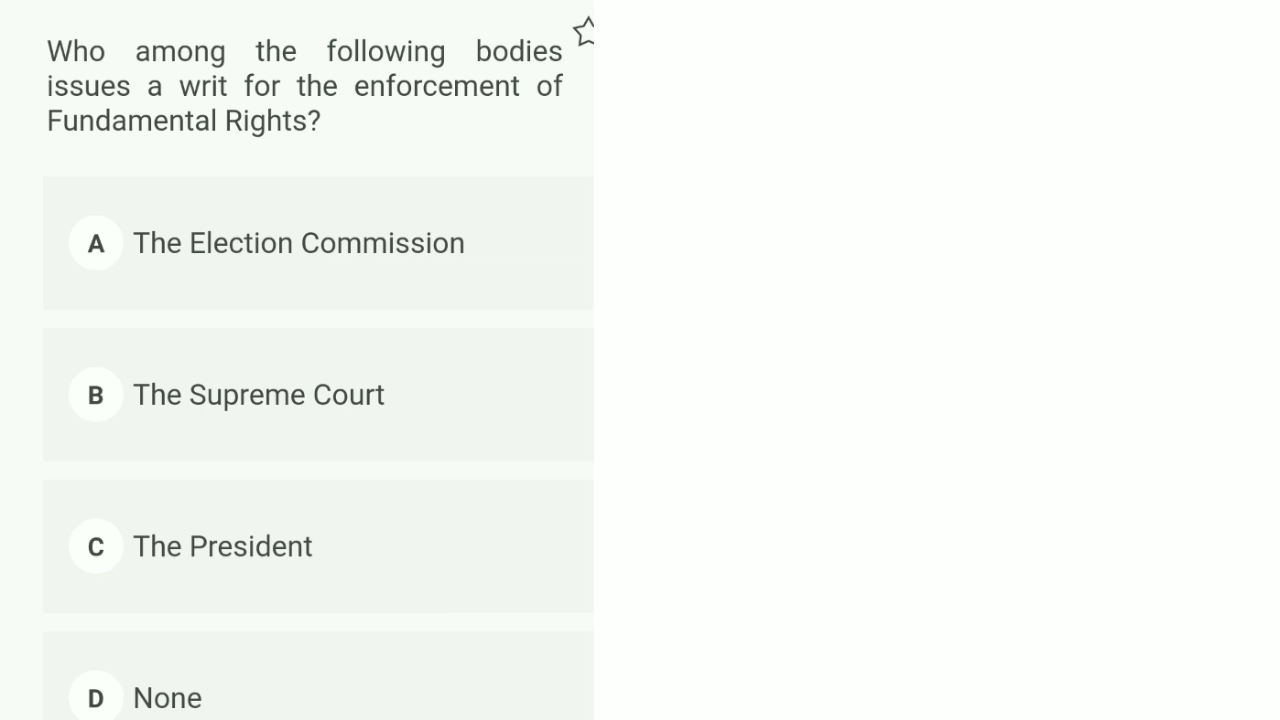 Who among the following bodies
issues a writ for the enforcement of
Fundamental Rights?
A The Election Commission
B The Supreme Court
C The President
D None